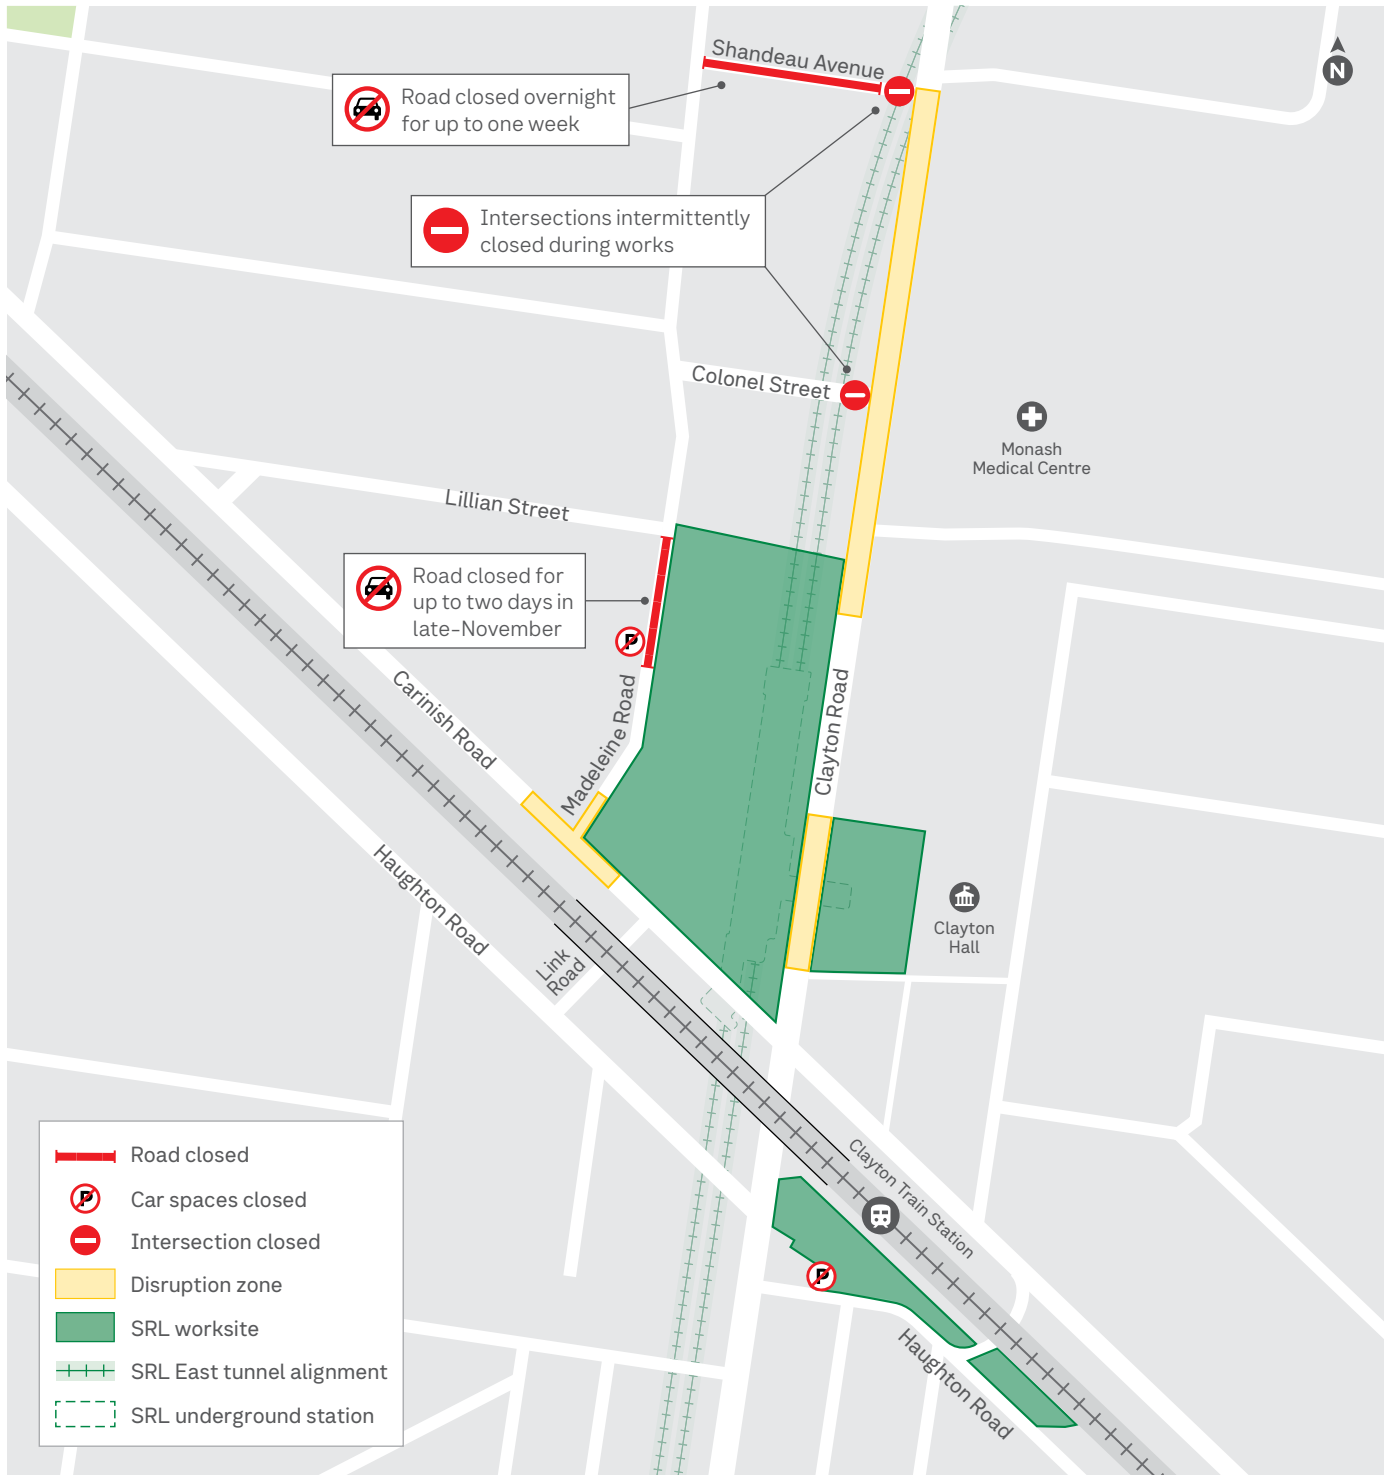 Shandeau Avenue
N
Road closed overnight
for up to one week
Intersections intermittently
closed during works
Colonel Street
Monash
Medical Centre
Lillian Street
Road closed for
up to two days in
late-November
P
Madeleine Road
Carinish Road
Clayton Road
Haughton Road
Clayton
Hall
Link
Road
Clayton Train Station
P
Haughton Road
Road closed
P
Car spaces closed
Intersection closed
Disruption zone
SRL worksite
SRL East tunnel alignment
SRL underground station